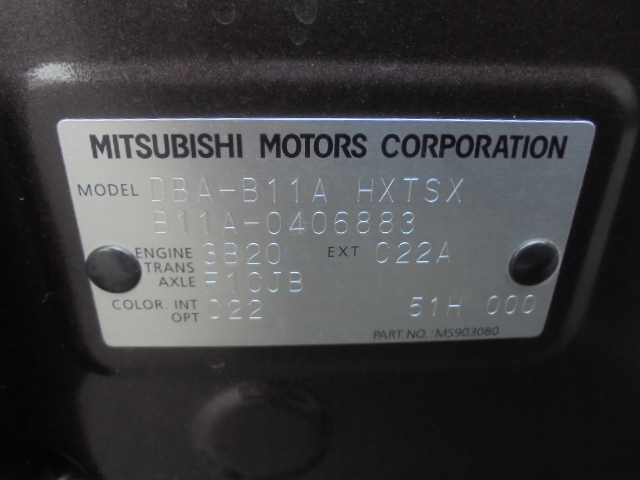 MITSUBISHI MOTORS CORPORATION
MODEL DBA-B11A HXTSX
B11A-0406883
ENGINE 3B20 EXT C22A
TRANS
AXLE F1CJB
COLOR. INT C22 51H 000
OPT
PART NO.: MS903080